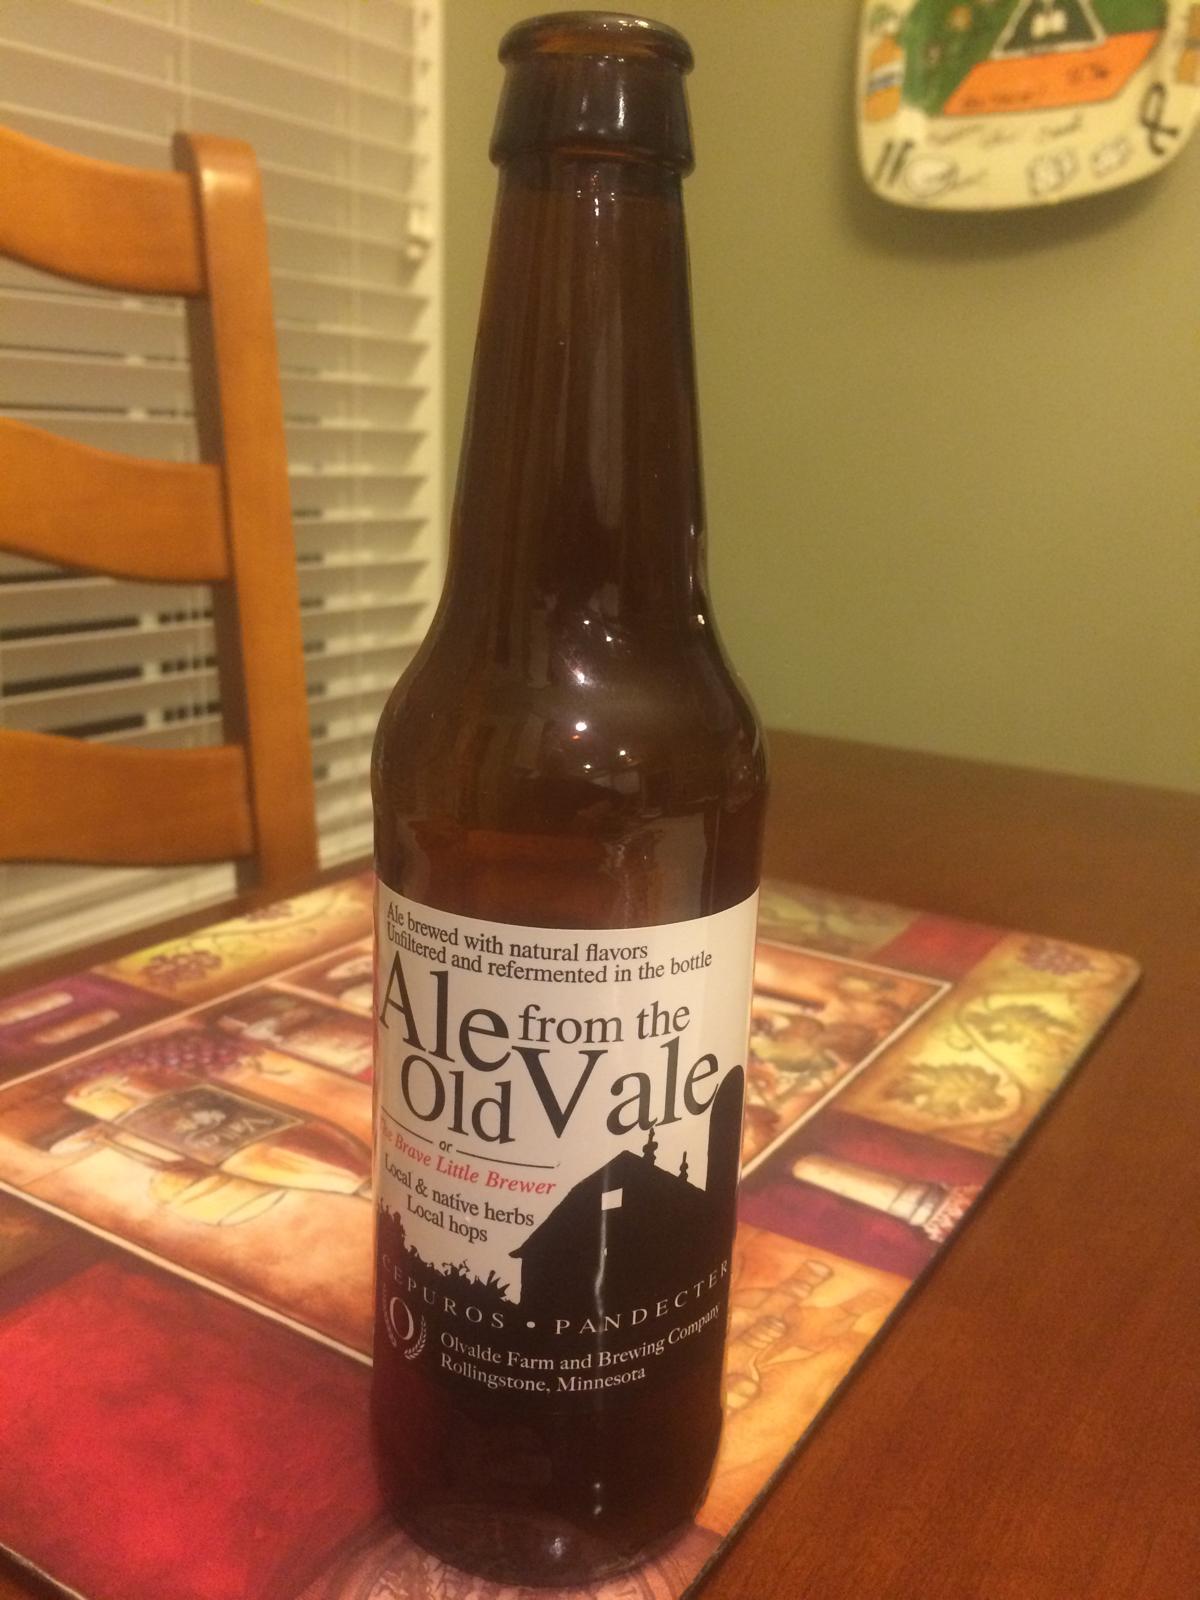 Ale brewed with natural flavors
Unfiltered and refermented in the bottle
Ale from the
Old Vale
or
Brave Little Brewer
Local & native herbs
Local hops
CEPUROS • PANDECTER
O
Olvalde Farm and Brewing Company
Rollingstone, Minnesota